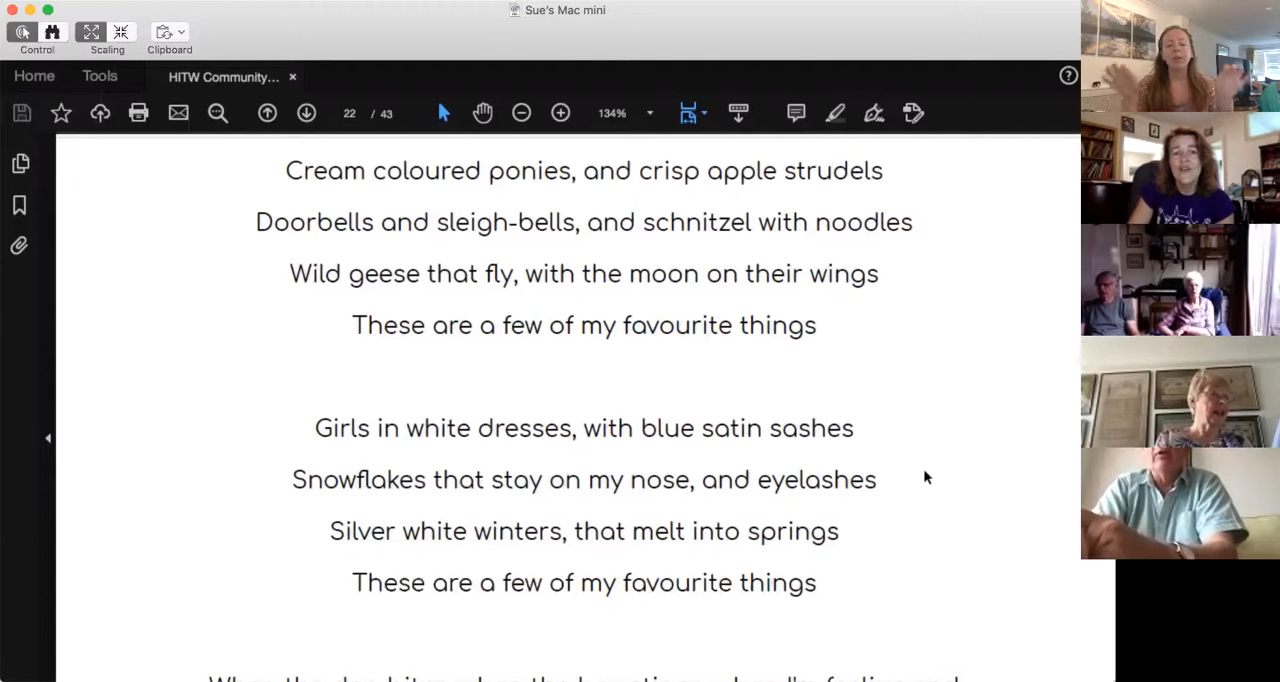 Sue's Mac mini
Control
Scaling
Clipboard
Home
Tools
HITW Community...
22 / 43
134%
Cream coloured ponies, and crisp apple strudels
Doorbells and sleigh-bells, and schnitzel with noodles
Wild geese that fly, with the moon on their wings
These are a few of my favourite things
Girls in white dresses, with blue satin sashes
Snowflakes that stay on my nose, and eyelashes
Silver white winters, that melt into springs
These are a few of my favourite things